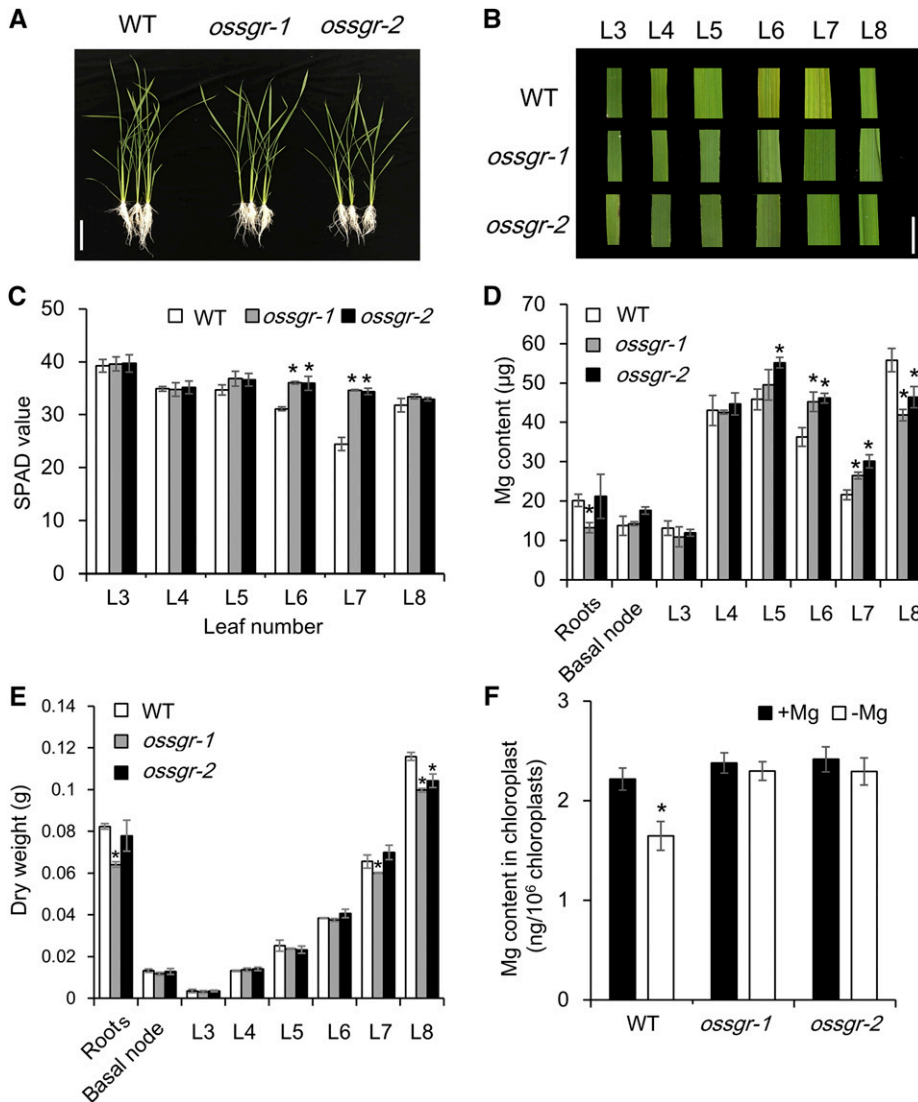 A
WT ossgr-1 ossgr-2
B
L3 L4 L5 L6 L7 L8
WT
ossgr-1
ossgr-2
C
WT ossgr-1 ossgr-2
SPAD value
50
40
30
20
10
0
* * * *
L3 L4 L5 L6 L7 L8
Leaf number
D
WT
ossgr-1
ossgr-2
Mg content (µg)
70
60
50
40
30
20
10
0
* * * * * * * *
Roots Basal node L3 L4 L5 L6 L7 L8
E
WT
ossgr-1
ossgr-2
Dry weight (g)
0.14
0.12
0.1
0.08
0.06
0.04
0.02
0
* * * *
Roots Basal node L3 L4 L5 L6 L7 L8
F
+Mg -Mg
Mg content in chloroplast
(ng/10⁶ chloroplasts)
3
2
1
0
*
WT ossgr-1 ossgr-2